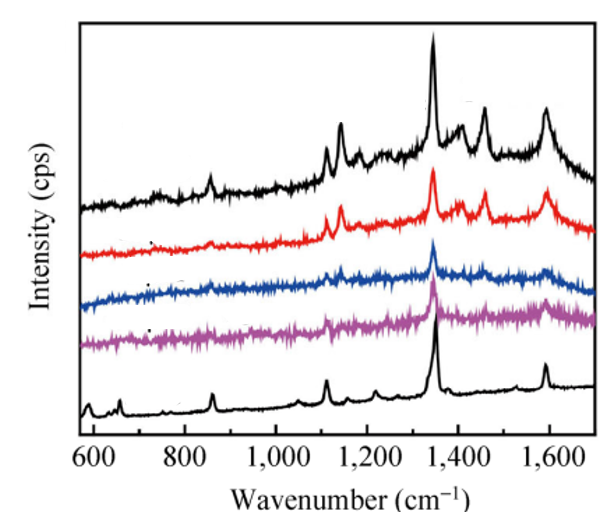 Intensity (cps)
600 800 1,000 1,200 1,400 1,600
Wavenumber (cm⁻¹)